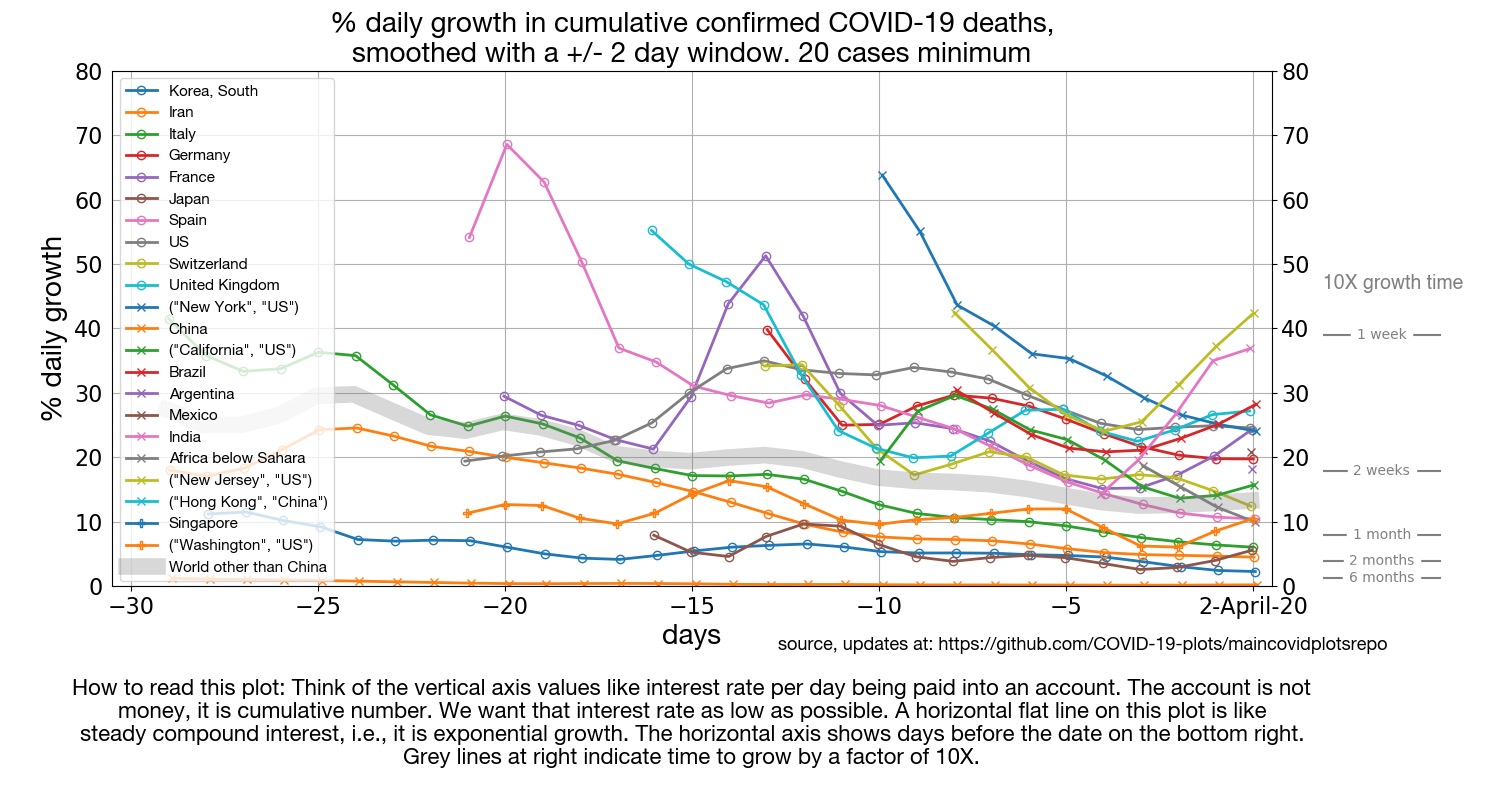 % daily growth in cumulative confirmed COVID-19 deaths,
smoothed with a +/- 2 day window. 20 cases minimum
% daily growth
80
70
60
50
40
30
20
10
0
Korea, South
Iran
Italy
Germany
France
Japan
Spain
US
Switzerland
United Kingdom
("New York", "US")
China
("California", "US")
Brazil
Argentina
Mexico
India
Africa below Sahara
("New Jersey", "US")
("Hong Kong", "China")
Singapore
("Washington", "US")
World other than China
80
70
60
50
40
30
20
10
0
10X growth time
1 week
2 weeks
1 month
2 months
6 months
−30 −25 −20 −15 −10 −5 2-April-20
days
source, updates at: https://github.com/COVID-19-plots/maincovidplotsrepo
How to read this plot: Think of the vertical axis values like interest rate per day being paid into an account. The account is not
money, it is cumulative number. We want that interest rate as low as possible. A horizontal flat line on this plot is like
steady compound interest, i.e., it is exponential growth. The horizontal axis shows days before the date on the bottom right.
Grey lines at right indicate time to grow by a factor of 10X.